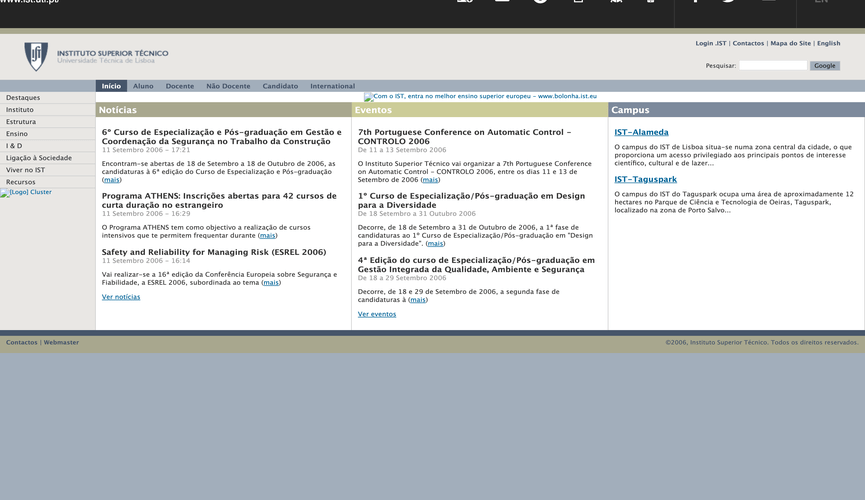 www.ist.utl.pt/
EN
INSTITUTO SUPERIOR TÉCNICO
Universidade Técnica de Lisboa
Login .IST | Contactos | Mapa do Site | English
Pesquisar: Google
Início Aluno Docente Não Docente Candidato International
Destaques
Instituto
Estrutura
Ensino
I & D
Ligação à Sociedade
Viver no IST
Recursos
[Logo] Cluster
Com o IST, entra no melhor ensino superior europeu - www.bolonha.ist.eu
Notícias
6º Curso de Especialização e Pós-graduação em Gestão e
Coordenação da Segurança no Trabalho da Construção
11 Setembro 2006 - 17:21
Encontram-se abertas de 18 de Setembro a 18 de Outubro de 2006, as
candidaturas à 6ª edição do Curso de Especialização e Pós-graduação
(mais)
Programa ATHENS: Inscrições abertas para 42 cursos de
curta duração no estrangeiro
11 Setembro 2006 - 16:29
O Programa ATHENS tem como objectivo a realização de cursos
intensivos que te permitem frequentar durante (mais)
Safety and Reliability for Managing Risk (ESREL 2006)
11 Setembro 2006 - 16:14
Vai realizar-se a 16ª edição da Conferência Europeia sobre Segurança e
Fiabilidade, a ESREL 2006, subordinada ao tema (mais)
Ver notícias
Eventos
7th Portuguese Conference on Automatic Control -
CONTROLO 2006
De 11 a 13 Setembro 2006
O Instituto Superior Técnico vai organizar a 7th Portuguese Conference
on Automatic Control - CONTROLO 2006, entre os dias 11 e 13 de
Setembro de 2006 (mais)
1º Curso de Especialização/Pós-graduação em Design
para a Diversidade
De 18 Setembro a 31 Outubro 2006
Decorre, de 18 de Setembro a 31 de Outubro de 2006, a 1ª fase de
candidaturas ao 1º Curso de Especialização/Pós-graduação em "Design
para a Diversidade". (mais)
4ª Edição do curso de Especialização/Pós-graduação em
Gestão Integrada da Qualidade, Ambiente e Segurança
De 18 a 29 Setembro 2006
Decorre, de 18 e 29 de Setembro de 2006, a segunda fase de
candidaturas à (mais)
Ver eventos
Campus
IST-Alameda
O campus do IST de Lisboa situa-se numa zona central da cidade, o que
proporciona um acesso privilegiado aos principais pontos de interesse
científico, cultural e de lazer...
IST-Taguspark
O campus do IST do Taguspark ocupa uma área de aproximadamente 12
hectares no Parque de Ciência e Tecnologia de Oeiras, Taguspark,
localizado na zona de Porto Salvo...
Contactos | Webmaster
©2006, Instituto Superior Técnico. Todos os direitos reservados.